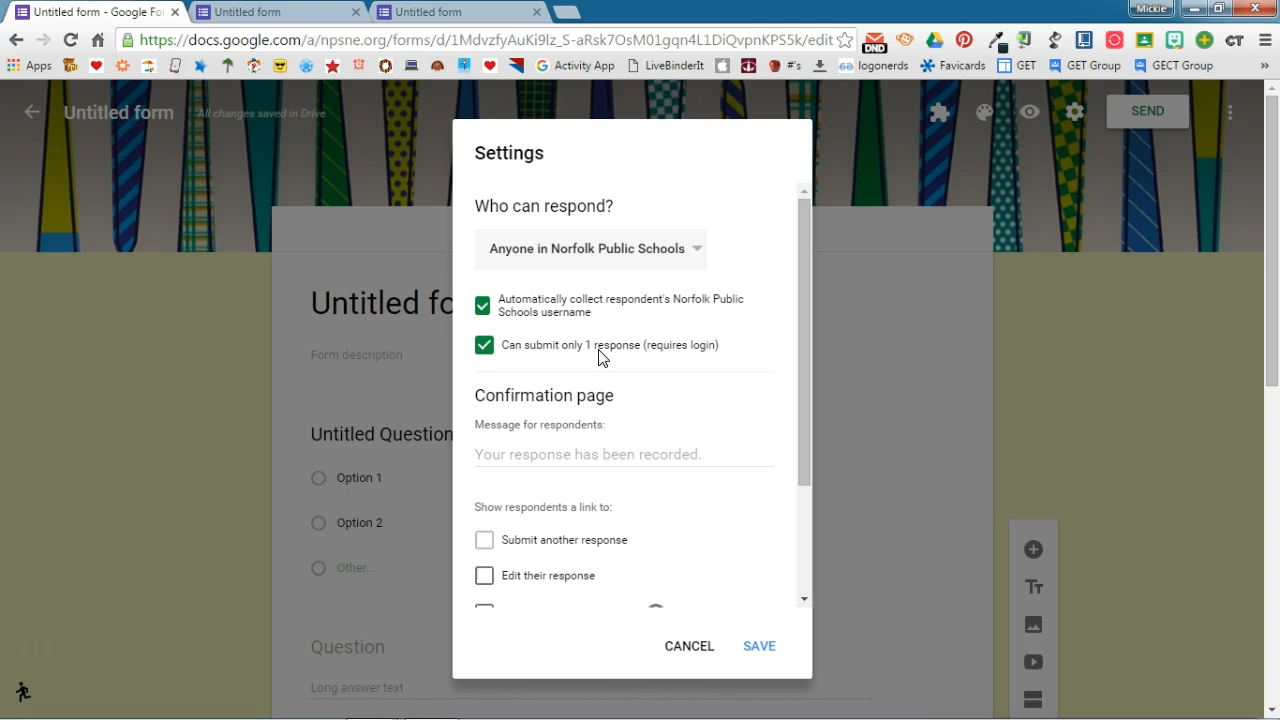 Untitled form - Google Fo
Untitled form
Untitled form
Mickie
https://docs.google.com/a/npsne.org/forms/d/1MdvzfyAuKi9lz_S-aRsk7OsM01gqn4L1DiQvpnKPS5k/edit
DND
CT
Apps
Activity App
LiveBinderIt
#'s
logonerds
Favicards
GET
GET Group
GECT Group
»
Untitled form
All changes saved in Drive
SEND
Settings
Who can respond?
Anyone in Norfolk Public Schools
Automatically collect respondent's Norfolk Public
Schools username
Can submit only 1 response (requires login)
Confirmation page
Message for respondents:
Your response has been recorded.
Show respondents a link to:
Submit another response
Edit their response
CANCEL
SAVE
Untitled fo
Form description
Untitled Question
Option 1
Option 2
Other...
Question
Long answer text
Tт